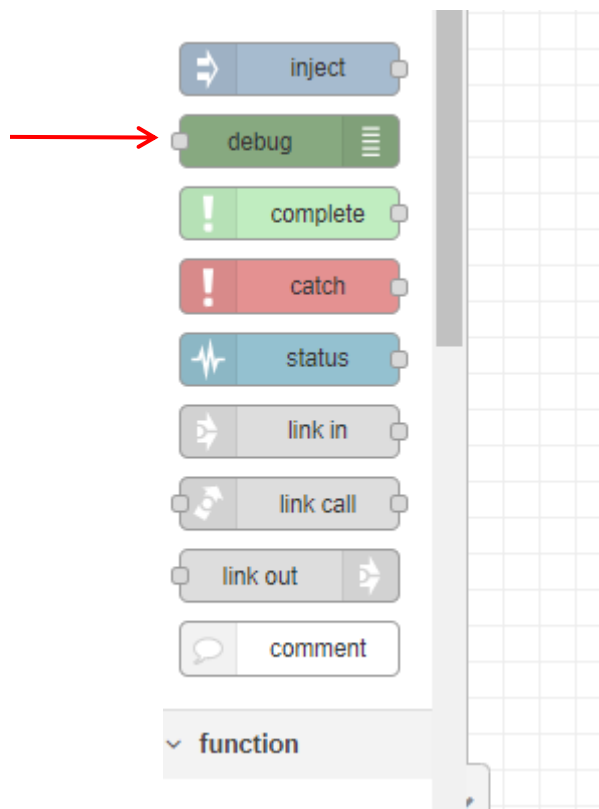 inject
debug
complete
catch
status
link in
link call
link out
comment
function